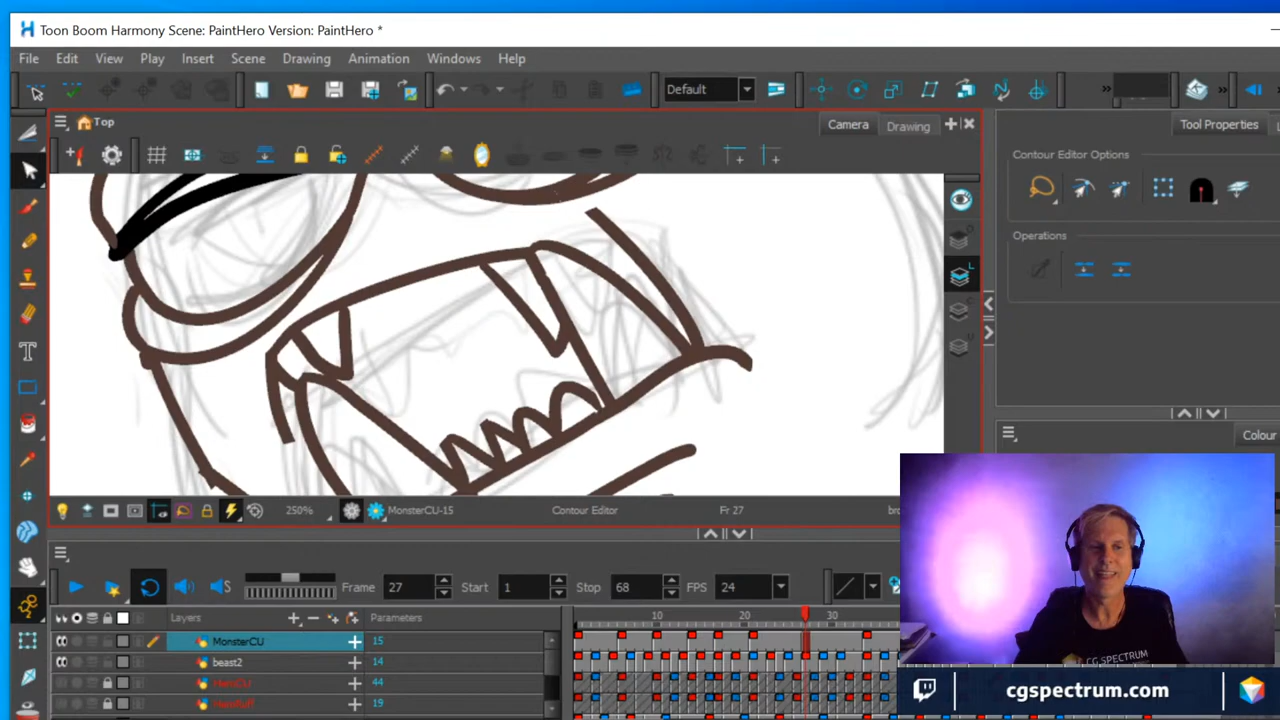 Toon Boom Harmony Scene: PaintHero Version: PaintHero *
File Edit View Play Insert Scene Drawing Animation Windows Help
Default
Top
Camera Drawing
Tool Properties
Contour Editor Options
Operations
Colour
250% MonsterCU-15 Contour Editor Fr 27
Frame 27 Start 1 Stop 68 FPS 24
Layers Parameters
10 20 30
MonsterCU 15
beast2 14
44
19
CG SPECTRUM
cgspectrum.com